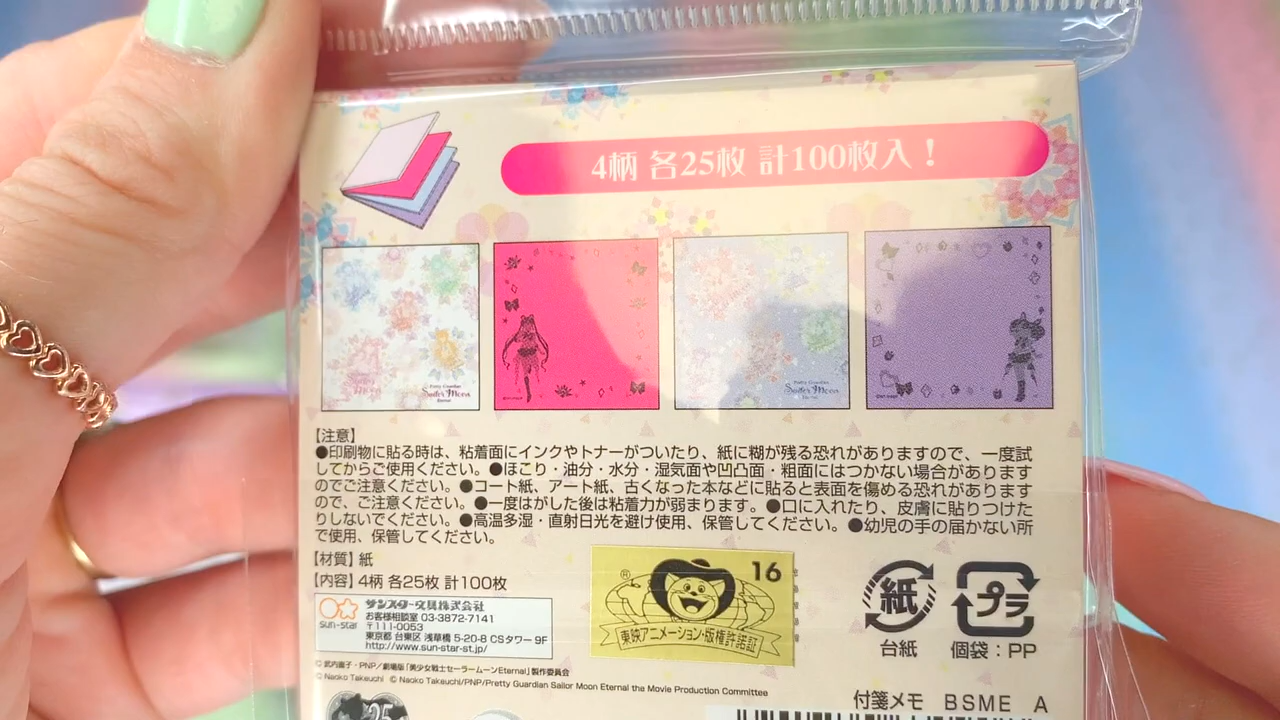 4柄 各25枚 計100枚入！
Pretty Guardian
Sailor Moon
Eternal
Pretty Guardian
Sailor Moon
Eternal
【注意】
●印刷物に貼る時は、粘着面にインクやトナーがついたり、紙に糊が残る恐れがありますので、一度試
してからご使用ください。●ほこり・油分・水分・湿気面や凹凸面・粗面にはつかない場合があります
のでご注意ください。●コート紙、アート紙、古くなった本などに貼ると表面を傷める恐れがあります
ので、ご注意ください。●一度はがした後は粘着力が弱まります。●口に入れたり、皮膚に貼りつけた
りしないでください。●高温多湿・直射日光を避け使用、保管してください。●幼児の手の届かない所
で使用、保管してください。
【材質】紙
【内容】4柄 各25枚 計100枚
sun-star
サンスター文具株式会社
お客様相談室 03-3872-7141
〒111-0053
東京都 台東区 浅草橋 5-20-8 CSタワー 9F
http://www.sun-star-st.jp/
® 16
東映アニメーション・版権許諾証
紙
台紙
プラ
個袋：PP
© 武内直子・PNP／劇場版「美少女戦士セーラームーンEternal」製作委員会
© Naoko Takeuchi © Naoko Takeuchi/PNP/Pretty Guardian Sailor Moon Eternal the Movie Production Committee
付箋メモ BSME A
25